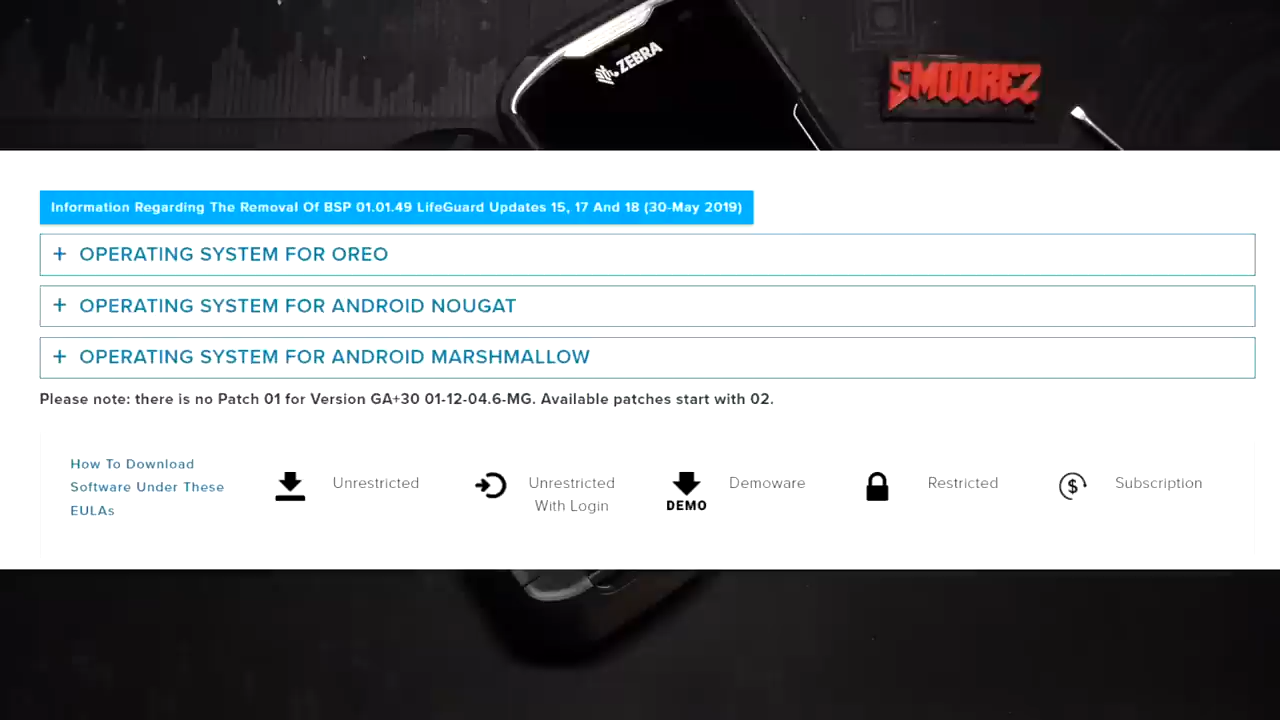 ZEBRA
SMOOREZ
Information Regarding The Removal Of BSP 01.01.49 LifeGuard Updates 15, 17 And 18 (30-May 2019)
+ OPERATING SYSTEM FOR OREO
+ OPERATING SYSTEM FOR ANDROID NOUGAT
+ OPERATING SYSTEM FOR ANDROID MARSHMALLOW
Please note: there is no Patch 01 for Version GA+30 01-12-04.6-MG. Available patches start with 02.
How To Download
Software Under These
EULAs
Unrestricted
Unrestricted
With Login
DEMO
Demoware
Restricted
$
Subscription